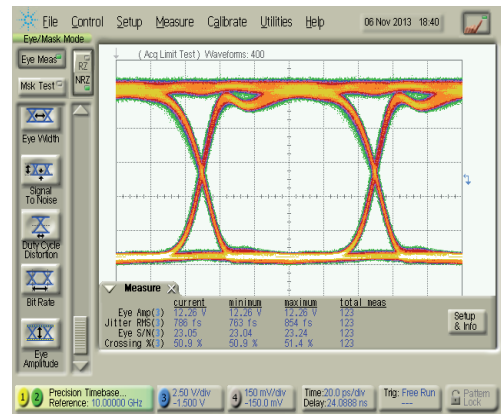 File Control Setup Measure Calibrate Utilities Help 06 Nov 2013 18:40
Eye/Mask Mode
Eye Meas
RZ
NRZ
Msk Test
( Acq Limit Test ) Waveforms: 400
Eye Width
Signal
To Noise
Duty Cycle
Distortion
Bit Rate
Eye
Amplitude
Measure
current minimum maximum total meas
Eye Amp(3) 12.26 V 12.26 V 12.26 V 123
Jitter RMS(3) 786 fs 763 fs 854 fs 123
Eye S/N(3) 23.05 23.04 23.24 123
Crossing %(3) 50.9 % 50.9 % 51.4 % 123
Setup
& Info
1 2 Precision Timebase...
Reference: 10.00000 GHz
3 2.50 V/div
-1.500 V
4 150 mV/div
-150.0 mV
Time:20.0 ps/div
Delay:24.0888 ns
Trig: Free Run
----
Pattern
Lock